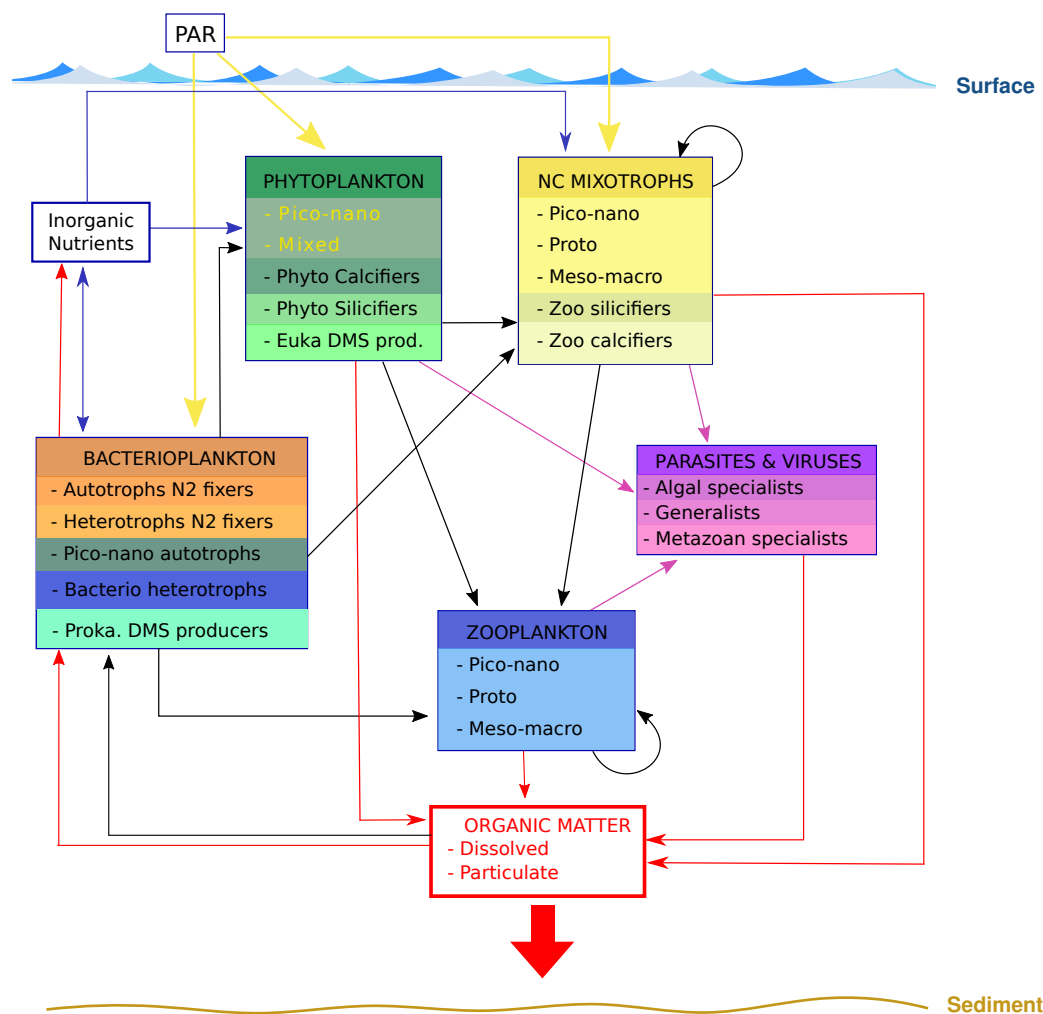 PAR
Surface
PHYTOPLANKTON
- Pico-nano
- Mixed
- Phyto Calcifiers
- Phyto Silicifiers
- Euka DMS prod.
NC MIXOTROPHS
- Pico-nano
- Proto
- Meso-macro
- Zoo silicifiers
- Zoo calcifiers
Inorganic
Nutrients
BACTERIOPLANKTON
- Autotrophs N2 fixers
- Heterotrophs N2 fixers
- Pico-nano autotrophs
- Bacterio heterotrophs
- Proka. DMS producers
PARASITES & VIRUSES
- Algal specialists
- Generalists
- Metazoan specialists
ZOOPLANKTON
- Pico-nano
- Proto
- Meso-macro
ORGANIC MATTER
- Dissolved
- Particulate
Sediment